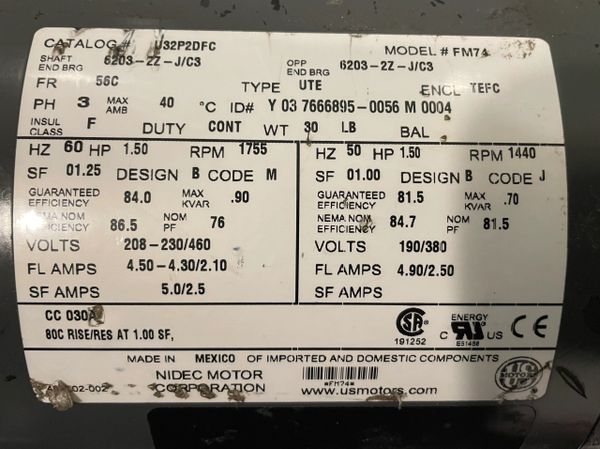 CATALOG# U32P2DFC MODEL # FM74
SHAFT END BRG 6203-2Z-J/C3 OPP END BRG 6203-2Z-J/C3
FR 56C TYPE UTE ENCL TEFC
PH 3 MAX AMB 40 °C ID# Y 03 7666895-0056 M 0004
INSUL CLASS F DUTY CONT WT 30 LB BAL
HZ 60 HP 1.50 RPM 1755
SF 01.25 DESIGN B CODE M
GUARANTEED EFFICIENCY 84.0 MAX KVAR .90
NEMA NOM EFFICIENCY 86.5 NOM PF 76
VOLTS 208-230/460
FL AMPS 4.50-4.30/2.10
SF AMPS 5.0/2.5
HZ 50 HP 1.50 RPM 1440
SF 01.00 DESIGN B CODE J
GUARANTEED EFFICIENCY 81.5 MAX KVAR .70
NEMA NOM EFFICIENCY 84.7 NOM PF 81.5
VOLTS 190/380
FL AMPS 4.90/2.50
SF AMPS
CC 030A
80C RISE/RES AT 1.00 SF,
SA 191252
ENERGY
C UR US CE
E51488
MADE IN MEXICO OF IMPORTED AND DOMESTIC COMPONENTS
NIDEC MOTOR CORPORATION
*FM74*
www.usmotors.com
US MOTORS